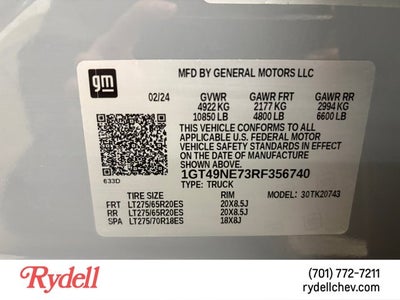 gm
MFD BY GENERAL MOTORS LLC
02/24 GVWR GAWR FRT GAWR RR
4922 KG 2177 KG 2994 KG
10850 LB 4800 LB 6600 LB
THIS VEHICLE CONFORMS TO ALL
APPLICABLE U.S. FEDERAL MOTOR
VEHICLE SAFETY STANDARDS IN EFFECT
ON THE DATE OF MANUFACTURE
SHOWN ABOVE.
1GT49NE73RF356740
633D
TYPE: TRUCK
TIRE SIZE RIM MODEL: 30TK20743
FRT LT275/65R20ES 20X8.5J
RR LT275/65R20ES 20X8.5J
SPA LT275/70R18ES 18X8J
Rydell
(701) 772-7211
rydellchev.com